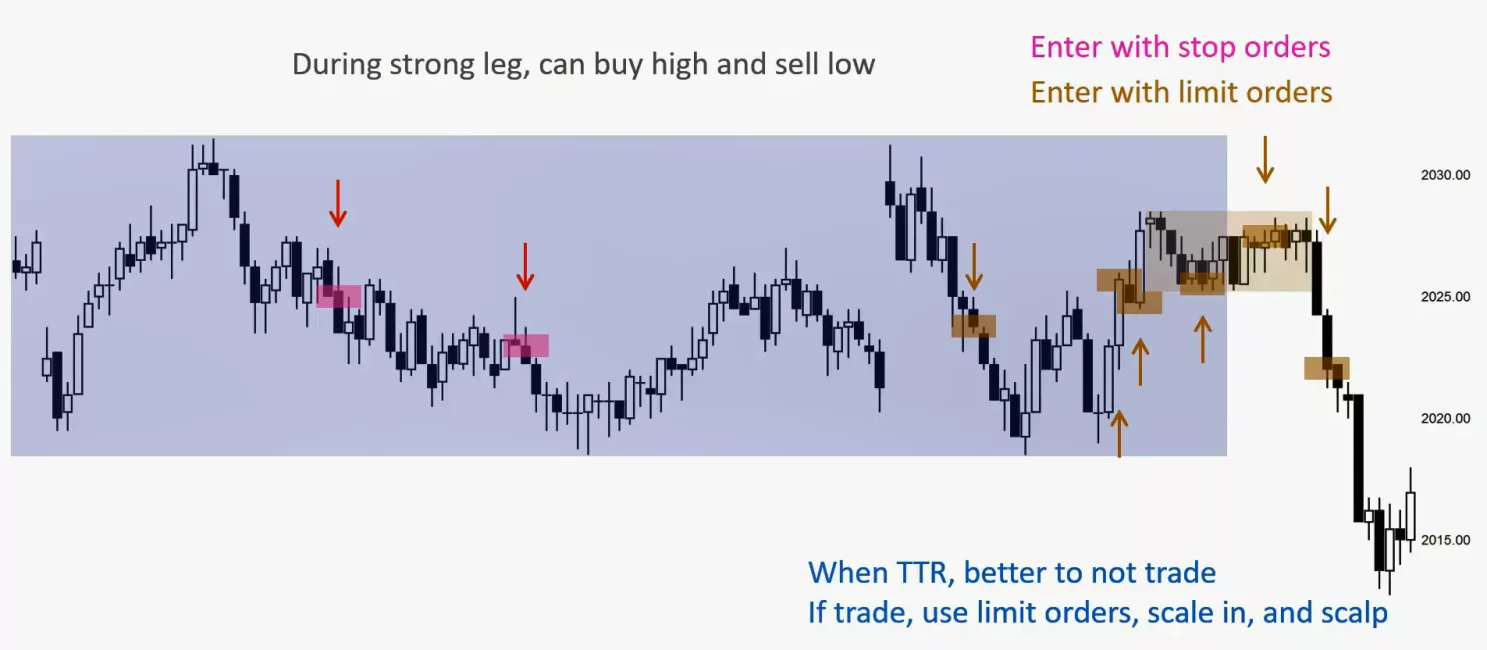 During strong leg, can buy high and sell low
Enter with stop orders
Enter with limit orders
2030.00
2025.00
2020.00
2015.00
When TTR, better to not trade
If trade, use limit orders, scale in, and scalp